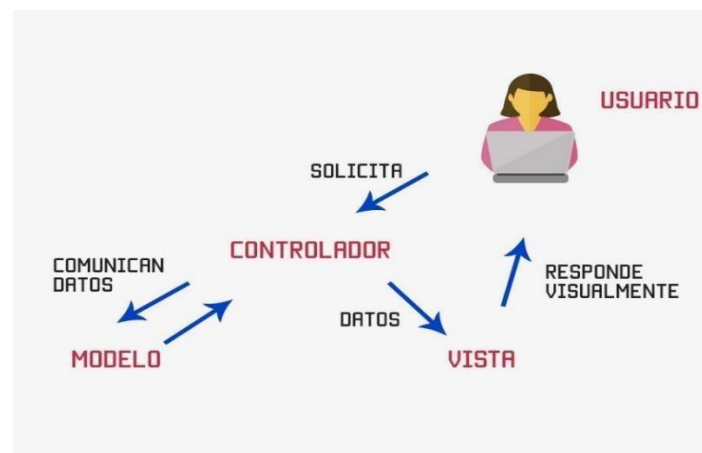 USUARIO
SOLICITA
CONTROLADOR
COMUNICAN
DATOS
RESPONDE
VISUALMENTE
DATOS
MODELO
VISTA